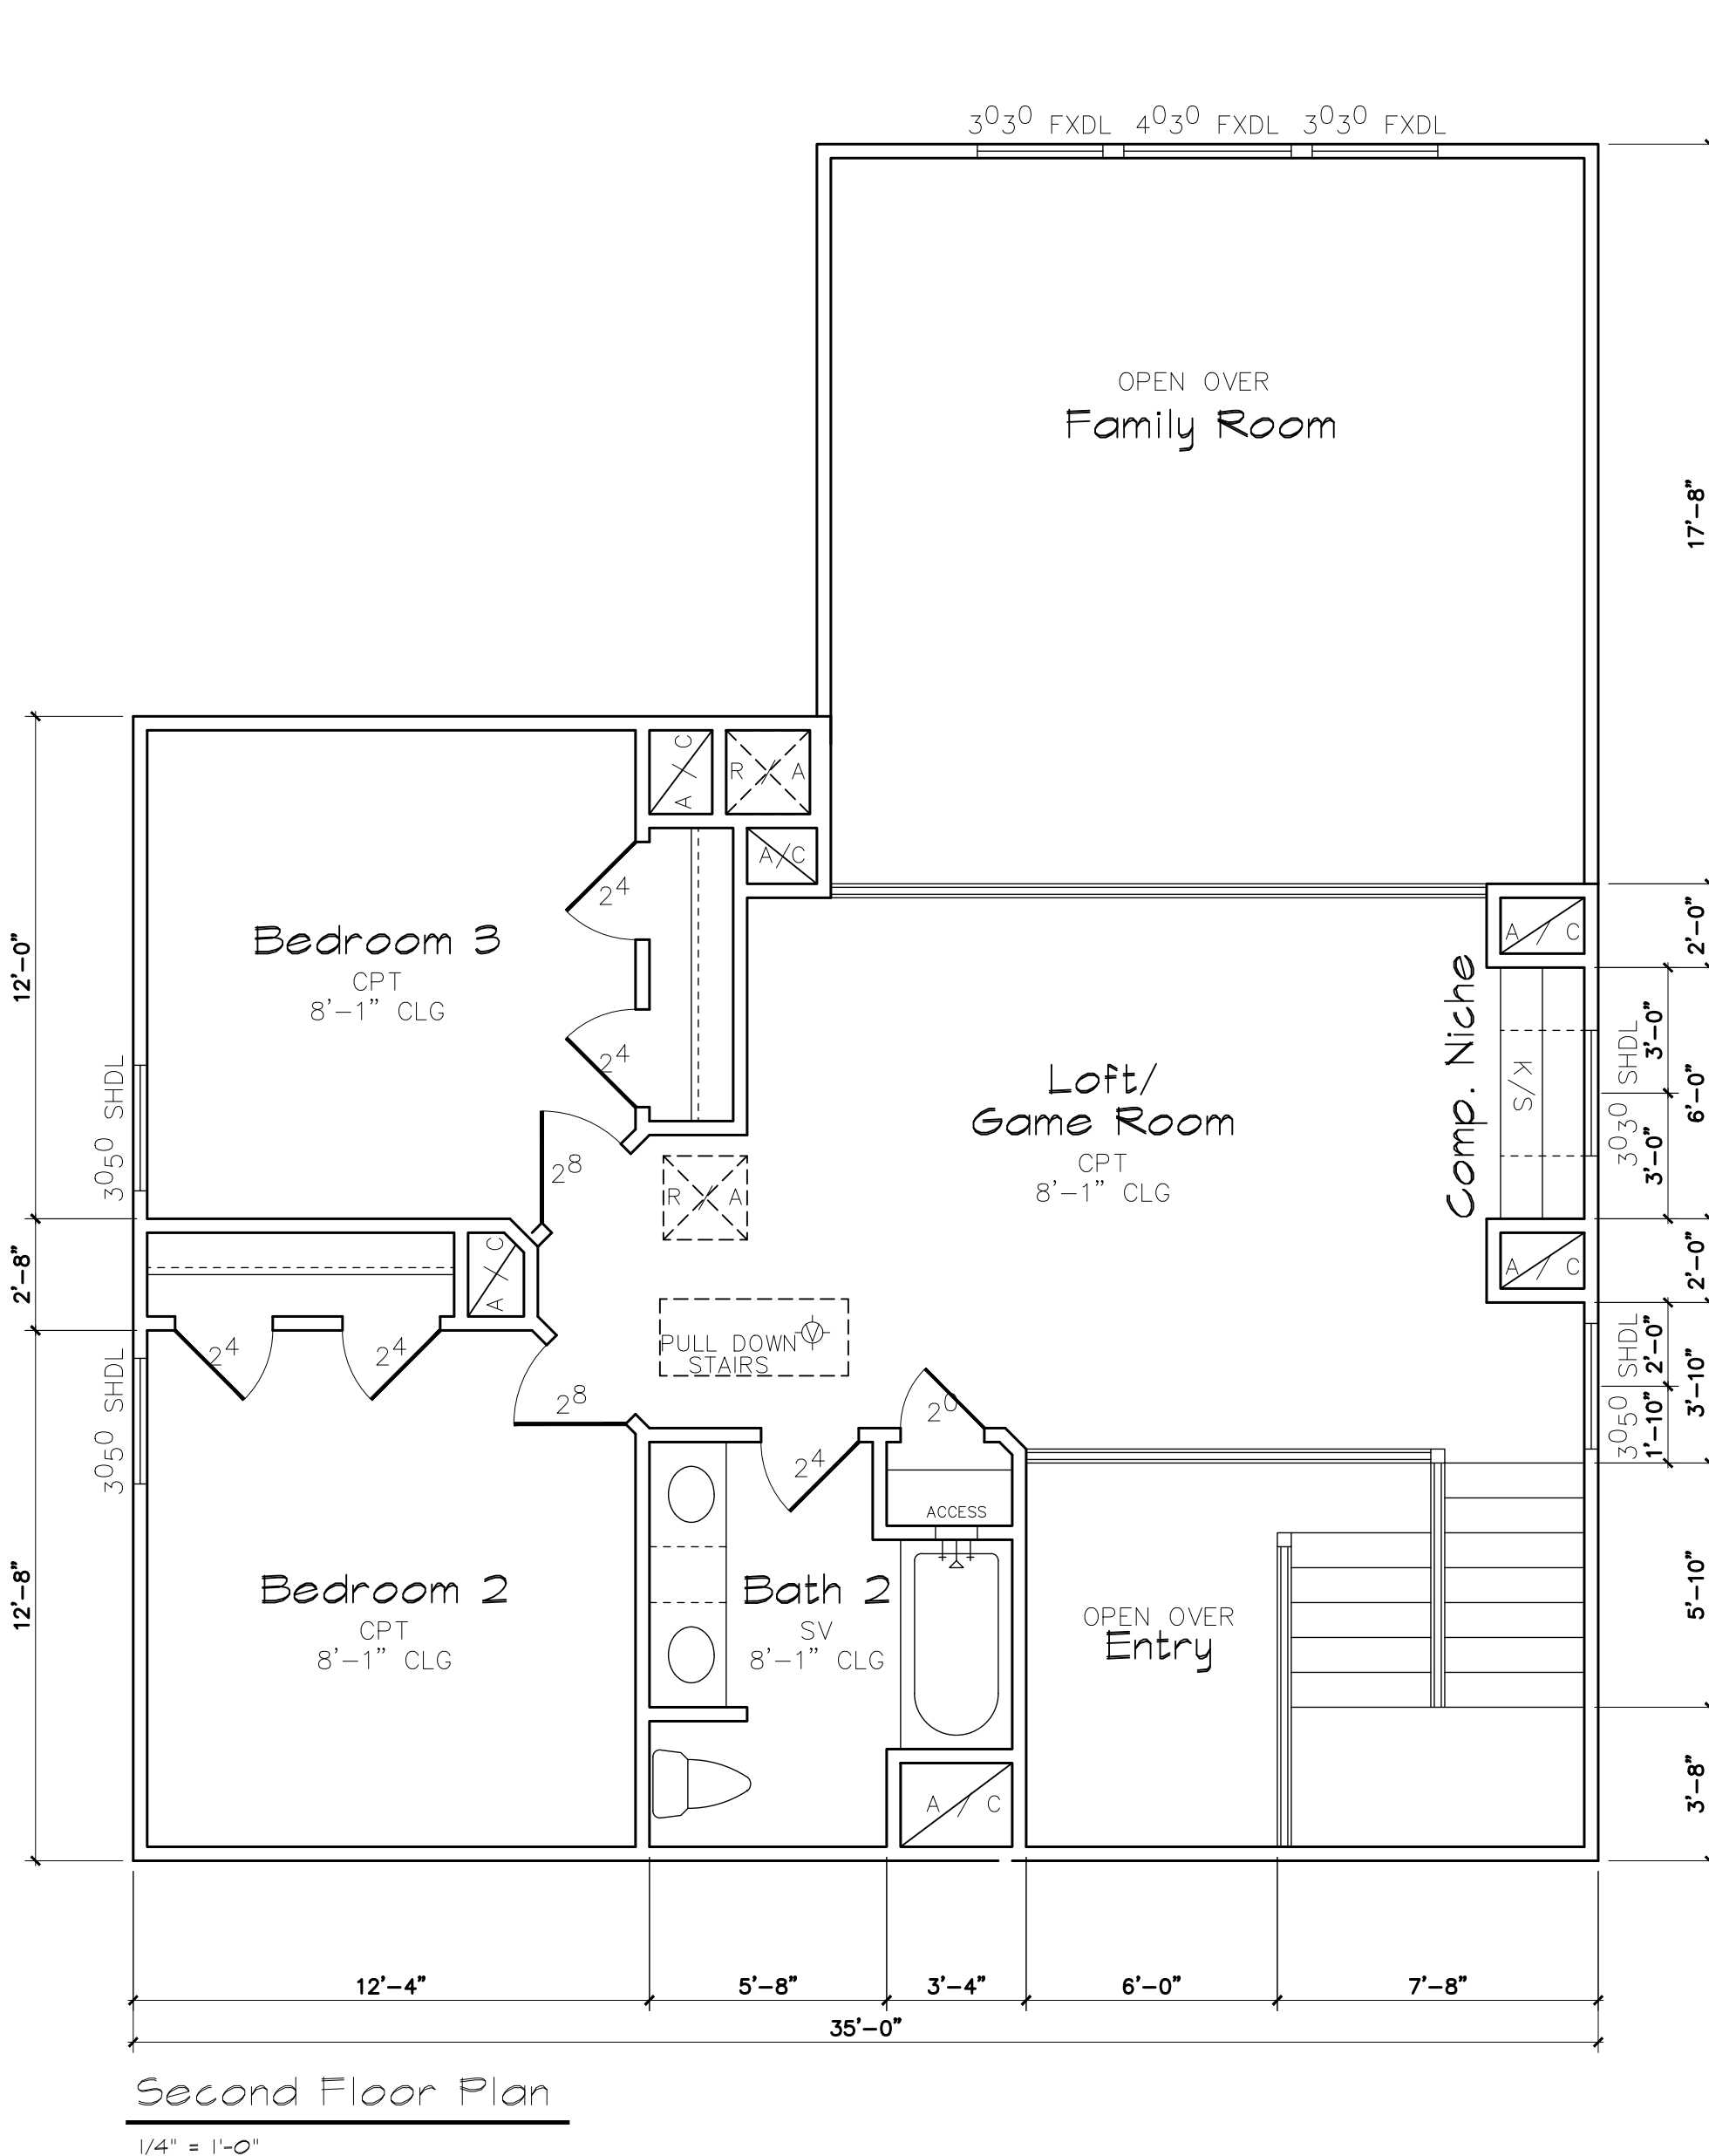 3⁰3⁰ FXDL 4⁰3⁰ FXDL 3⁰3⁰ FXDL
OPEN OVER
Family Room
17'-8"
A/C
R/A
A/C
2⁴
Bedroom 3
CPT
8'-1" CLG
12'-0"
2⁴
3⁰5⁰ SHDL
2⁸
R/A
Loft/
Game Room
CPT
8'-1" CLG
Comp. Niche
A/C
K/S
2'-0"
3⁰3⁰ SHDL
3'-0"
3'-0"
6'-0"
A/C
2'-0"
2'-8"
A/C
PULL DOWN V
STAIRS
3⁰5⁰ SHDL
2'-0"
1'-10"
3'-10"
2⁴
2⁴
3⁰5⁰ SHDL
2⁸
2⁰
2⁴
ACCESS
Bedroom 2
CPT
8'-1" CLG
12'-8"
Bath 2
SV
8'-1" CLG
OPEN OVER
Entry
5'-10"
A/C
3'-8"
12'-4" 5'-8" 3'-4" 6'-0" 7'-8"
35'-0"
Second Floor Plan
1/4" = 1'-0"